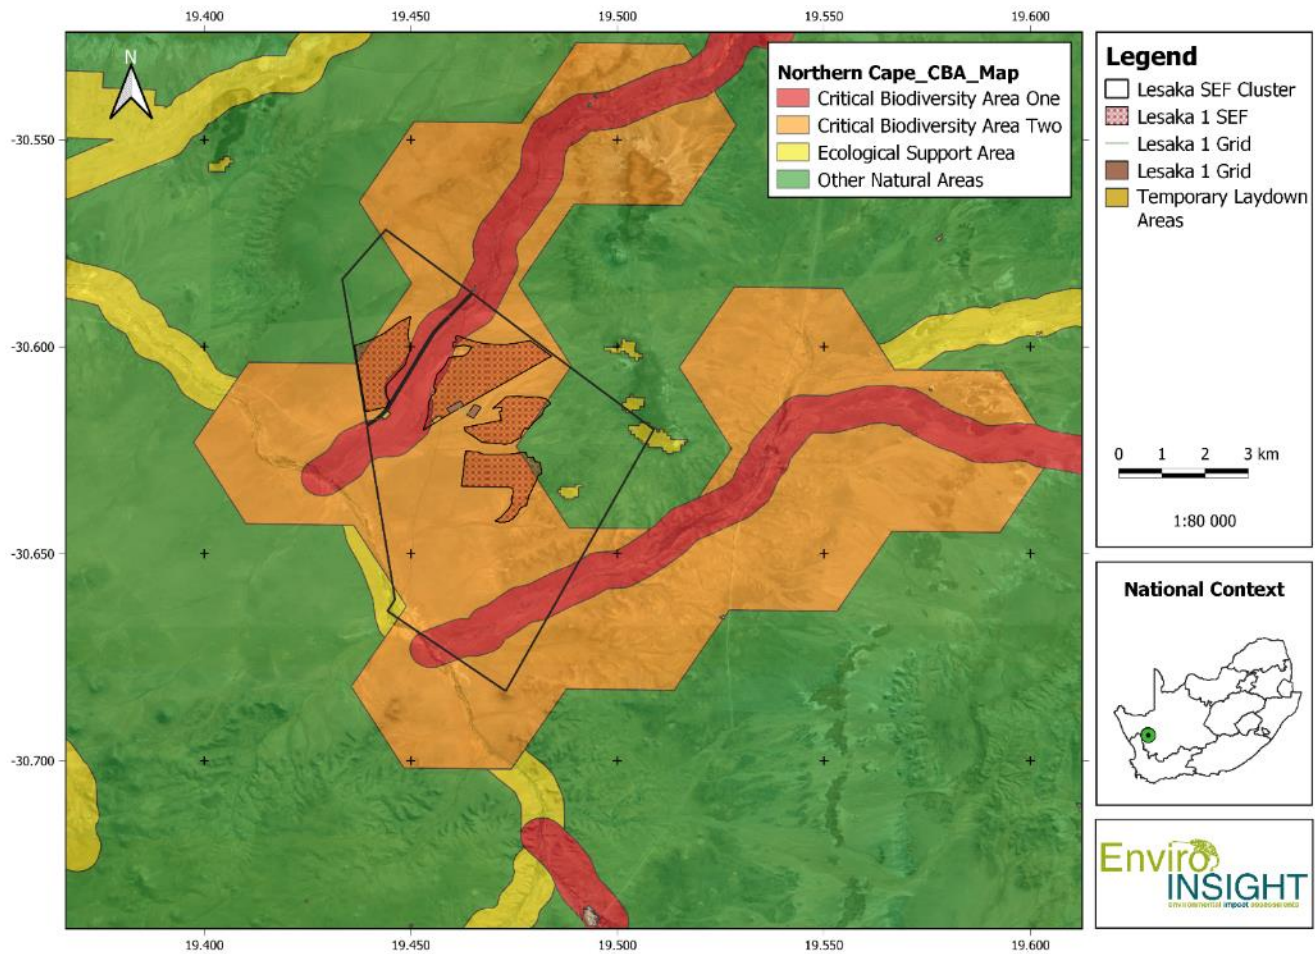 19.400 19.450 19.500 19.550 19.600
N
Northern Cape_CBA_Map
Critical Biodiversity Area One
Critical Biodiversity Area Two
Ecological Support Area
Other Natural Areas
-30.550
-30.600
-30.650
-30.700
19.400 19.450 19.500 19.550 19.600
Legend
Lesaka SEF Cluster
Lesaka 1 SEF
Lesaka 1 Grid
Lesaka 1 Grid
Temporary Laydown
Areas
0 1 2 3 km
1:80 000
National Context
Enviro
INSIGHT
environmental impact assessments